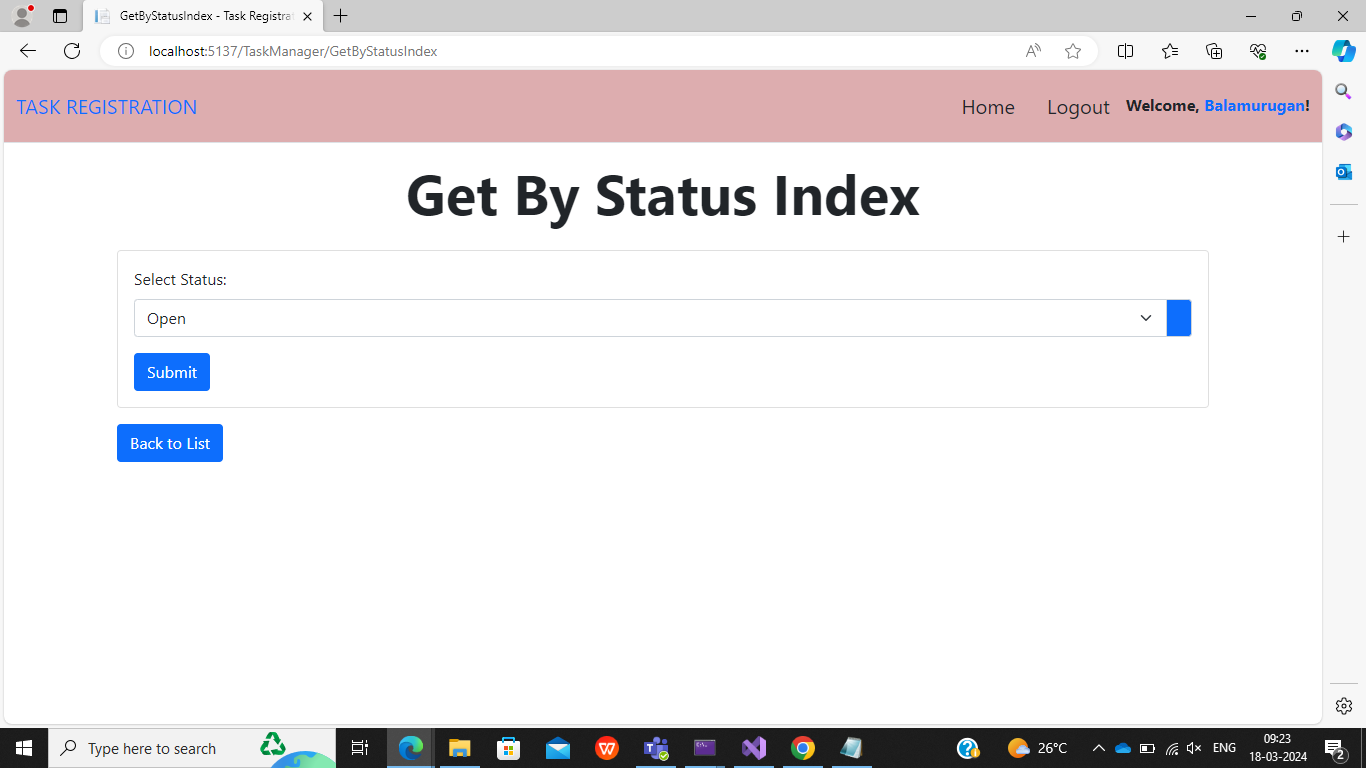 GetByStatusIndex - Task Registrat
localhost:5137/TaskManager/GetByStatusIndex
TASK REGISTRATION
Home
Logout
Welcome, Balamurugan!
Get By Status Index
Select Status:
Open
Submit
Back to List
Type here to search
26°C
ENG
09:23
18-03-2024
2